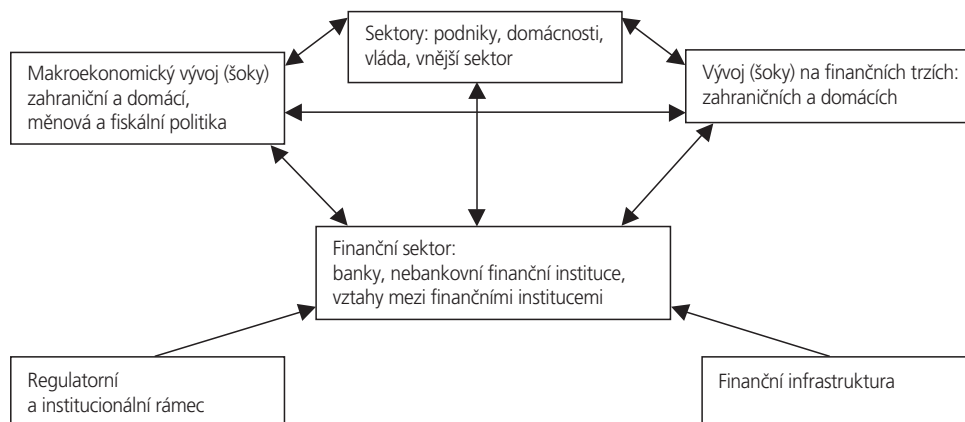 Sektory: podniky, domácnosti,
vláda, vnější sektor
Makroekonomický vývoj (šoky)
zahraniční a domácí,
měnová a fiskální politika
Vývoj (šoky) na finančních trzích:
zahraničních a domácích
Finanční sektor:
banky, nebankovní finanční instituce,
vztahy mezi finančními institucemi
Regulatorní
a institucionální rámec
Finanční infrastruktura